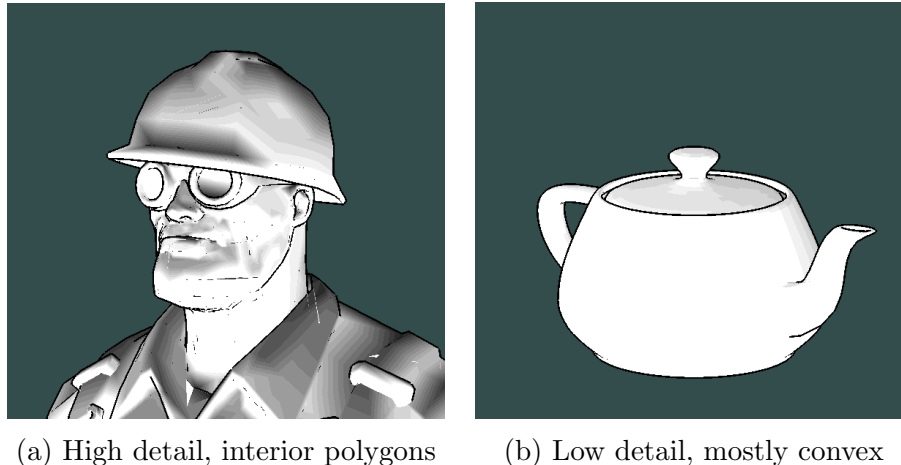 (a) High detail, interior polygons
(b) Low detail, mostly convex